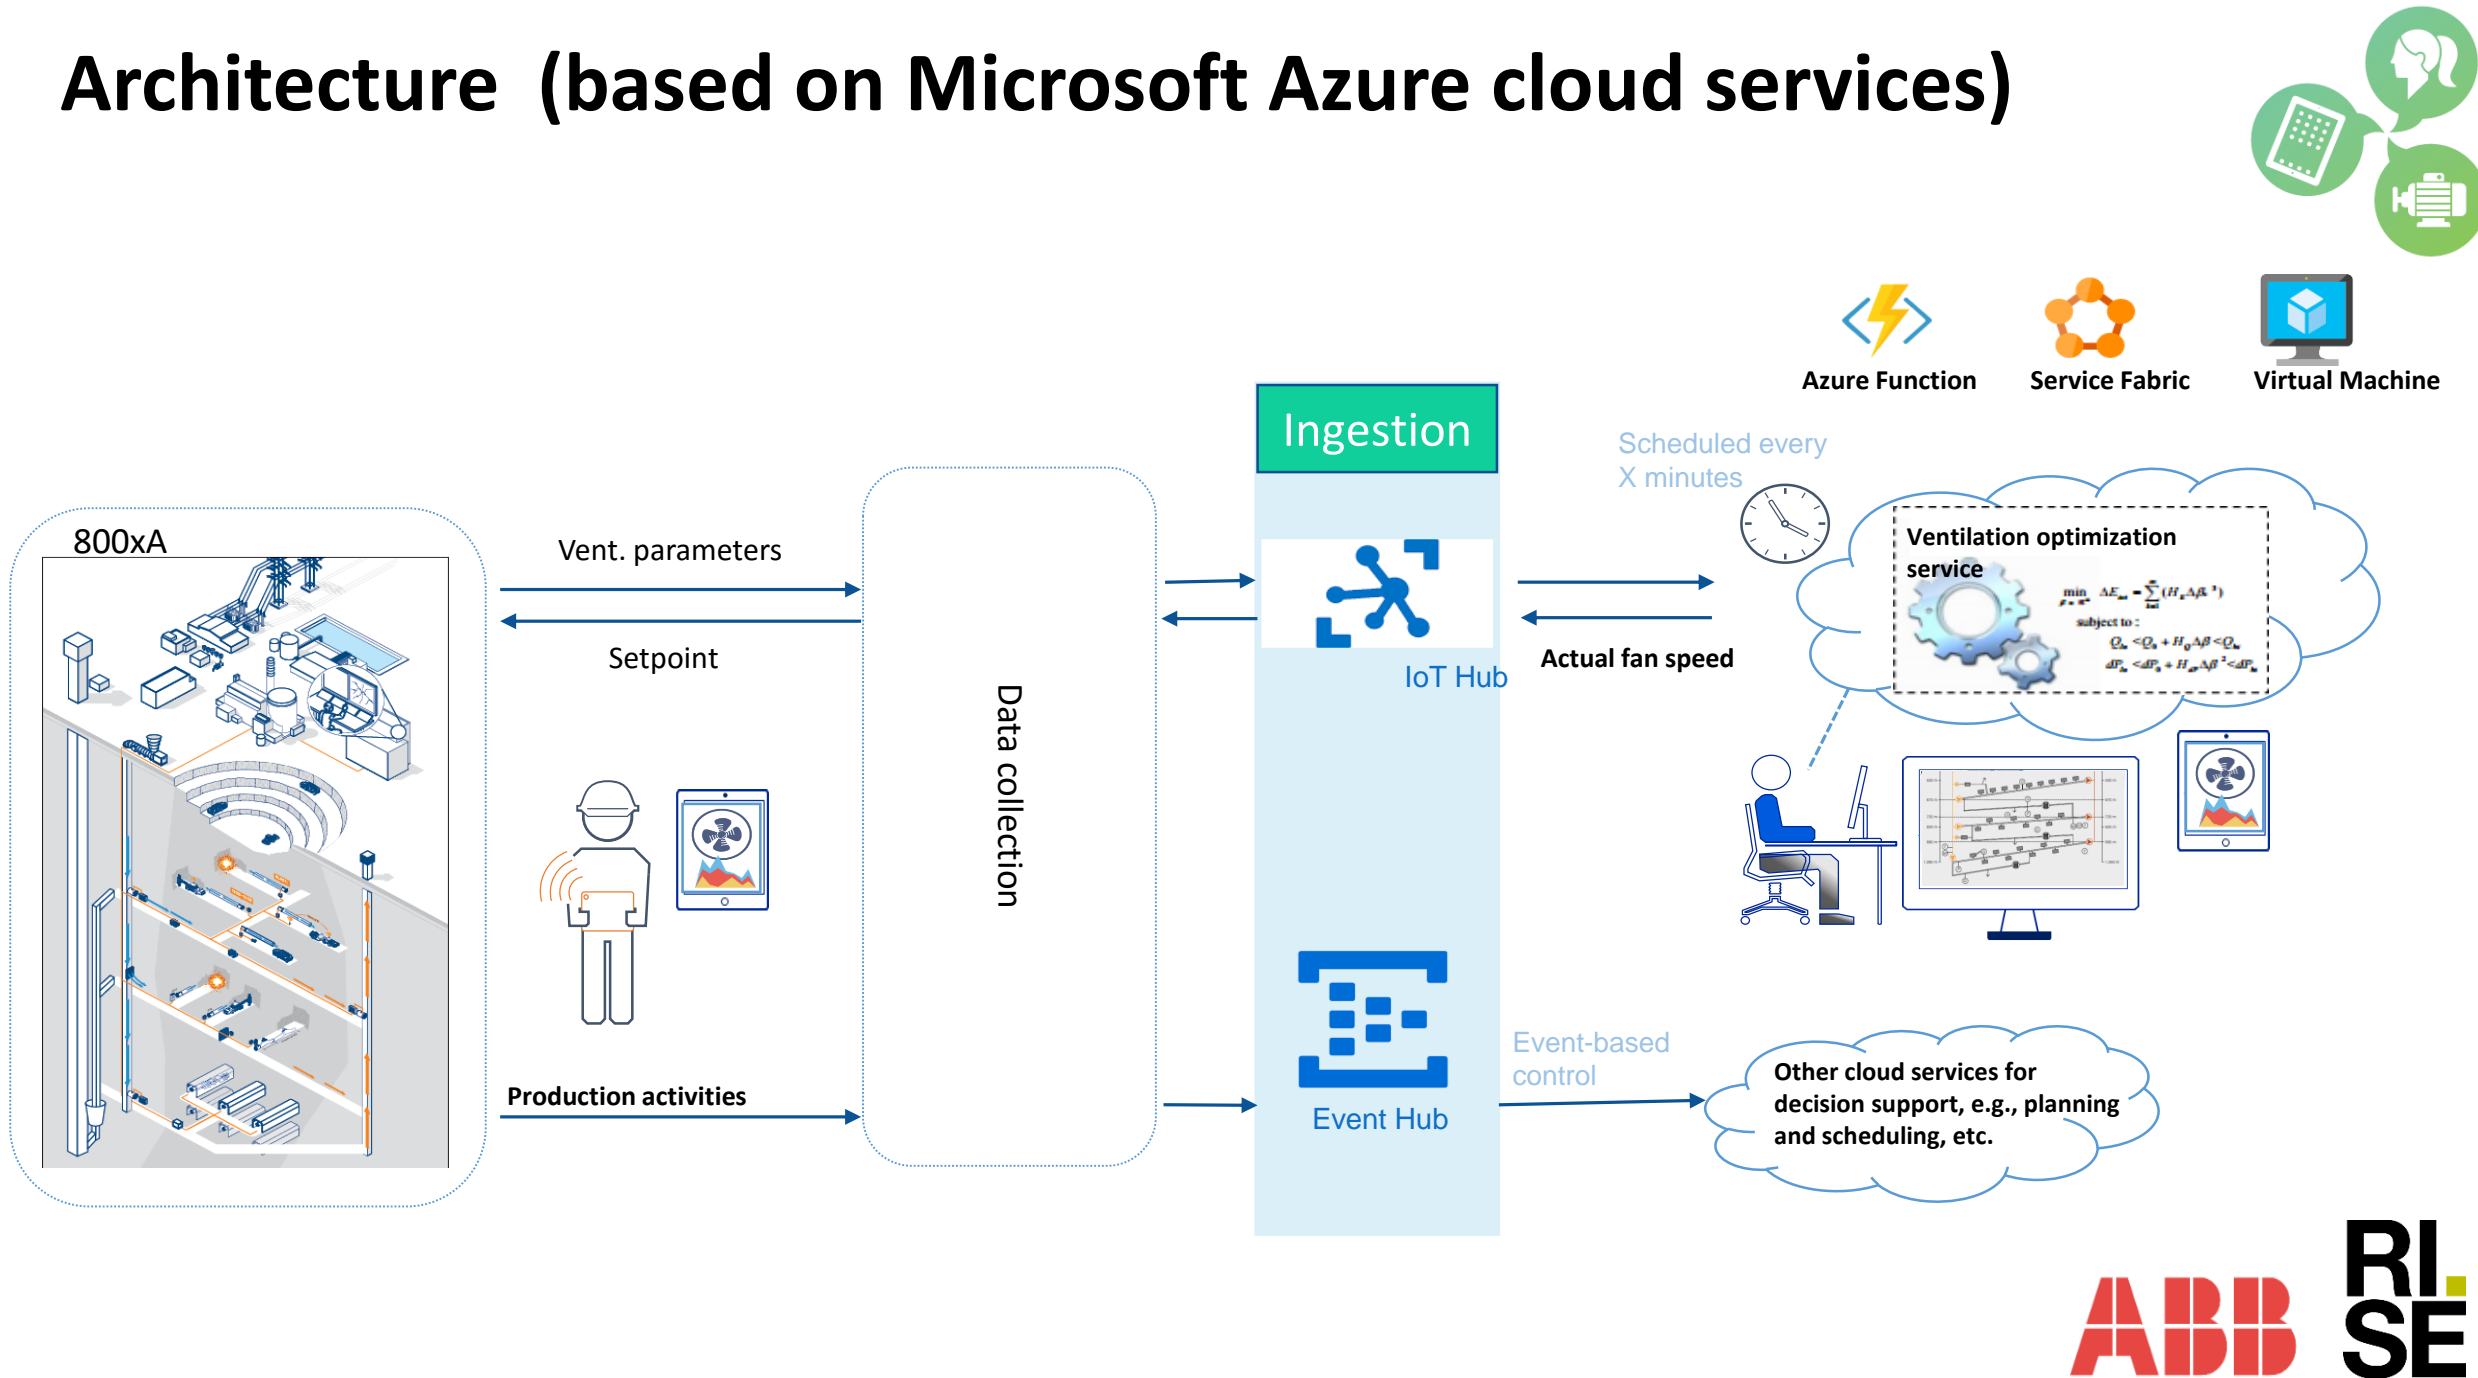 Architecture  (based on Microsoft Azure cloud services)
Azure Function
Service Fabric
Virtual Machine
Ingestion
Scheduled every
X minutes
800xA
Vent. parameters
Setpoint
Data collection
IoT Hub
Actual fan speed
Ventilation optimization
service
subject to :
Production activities
Event Hub
Event-based
control
Other cloud services for
decision support, e.g., planning
and scheduling, etc.
ABB
RI.
SE